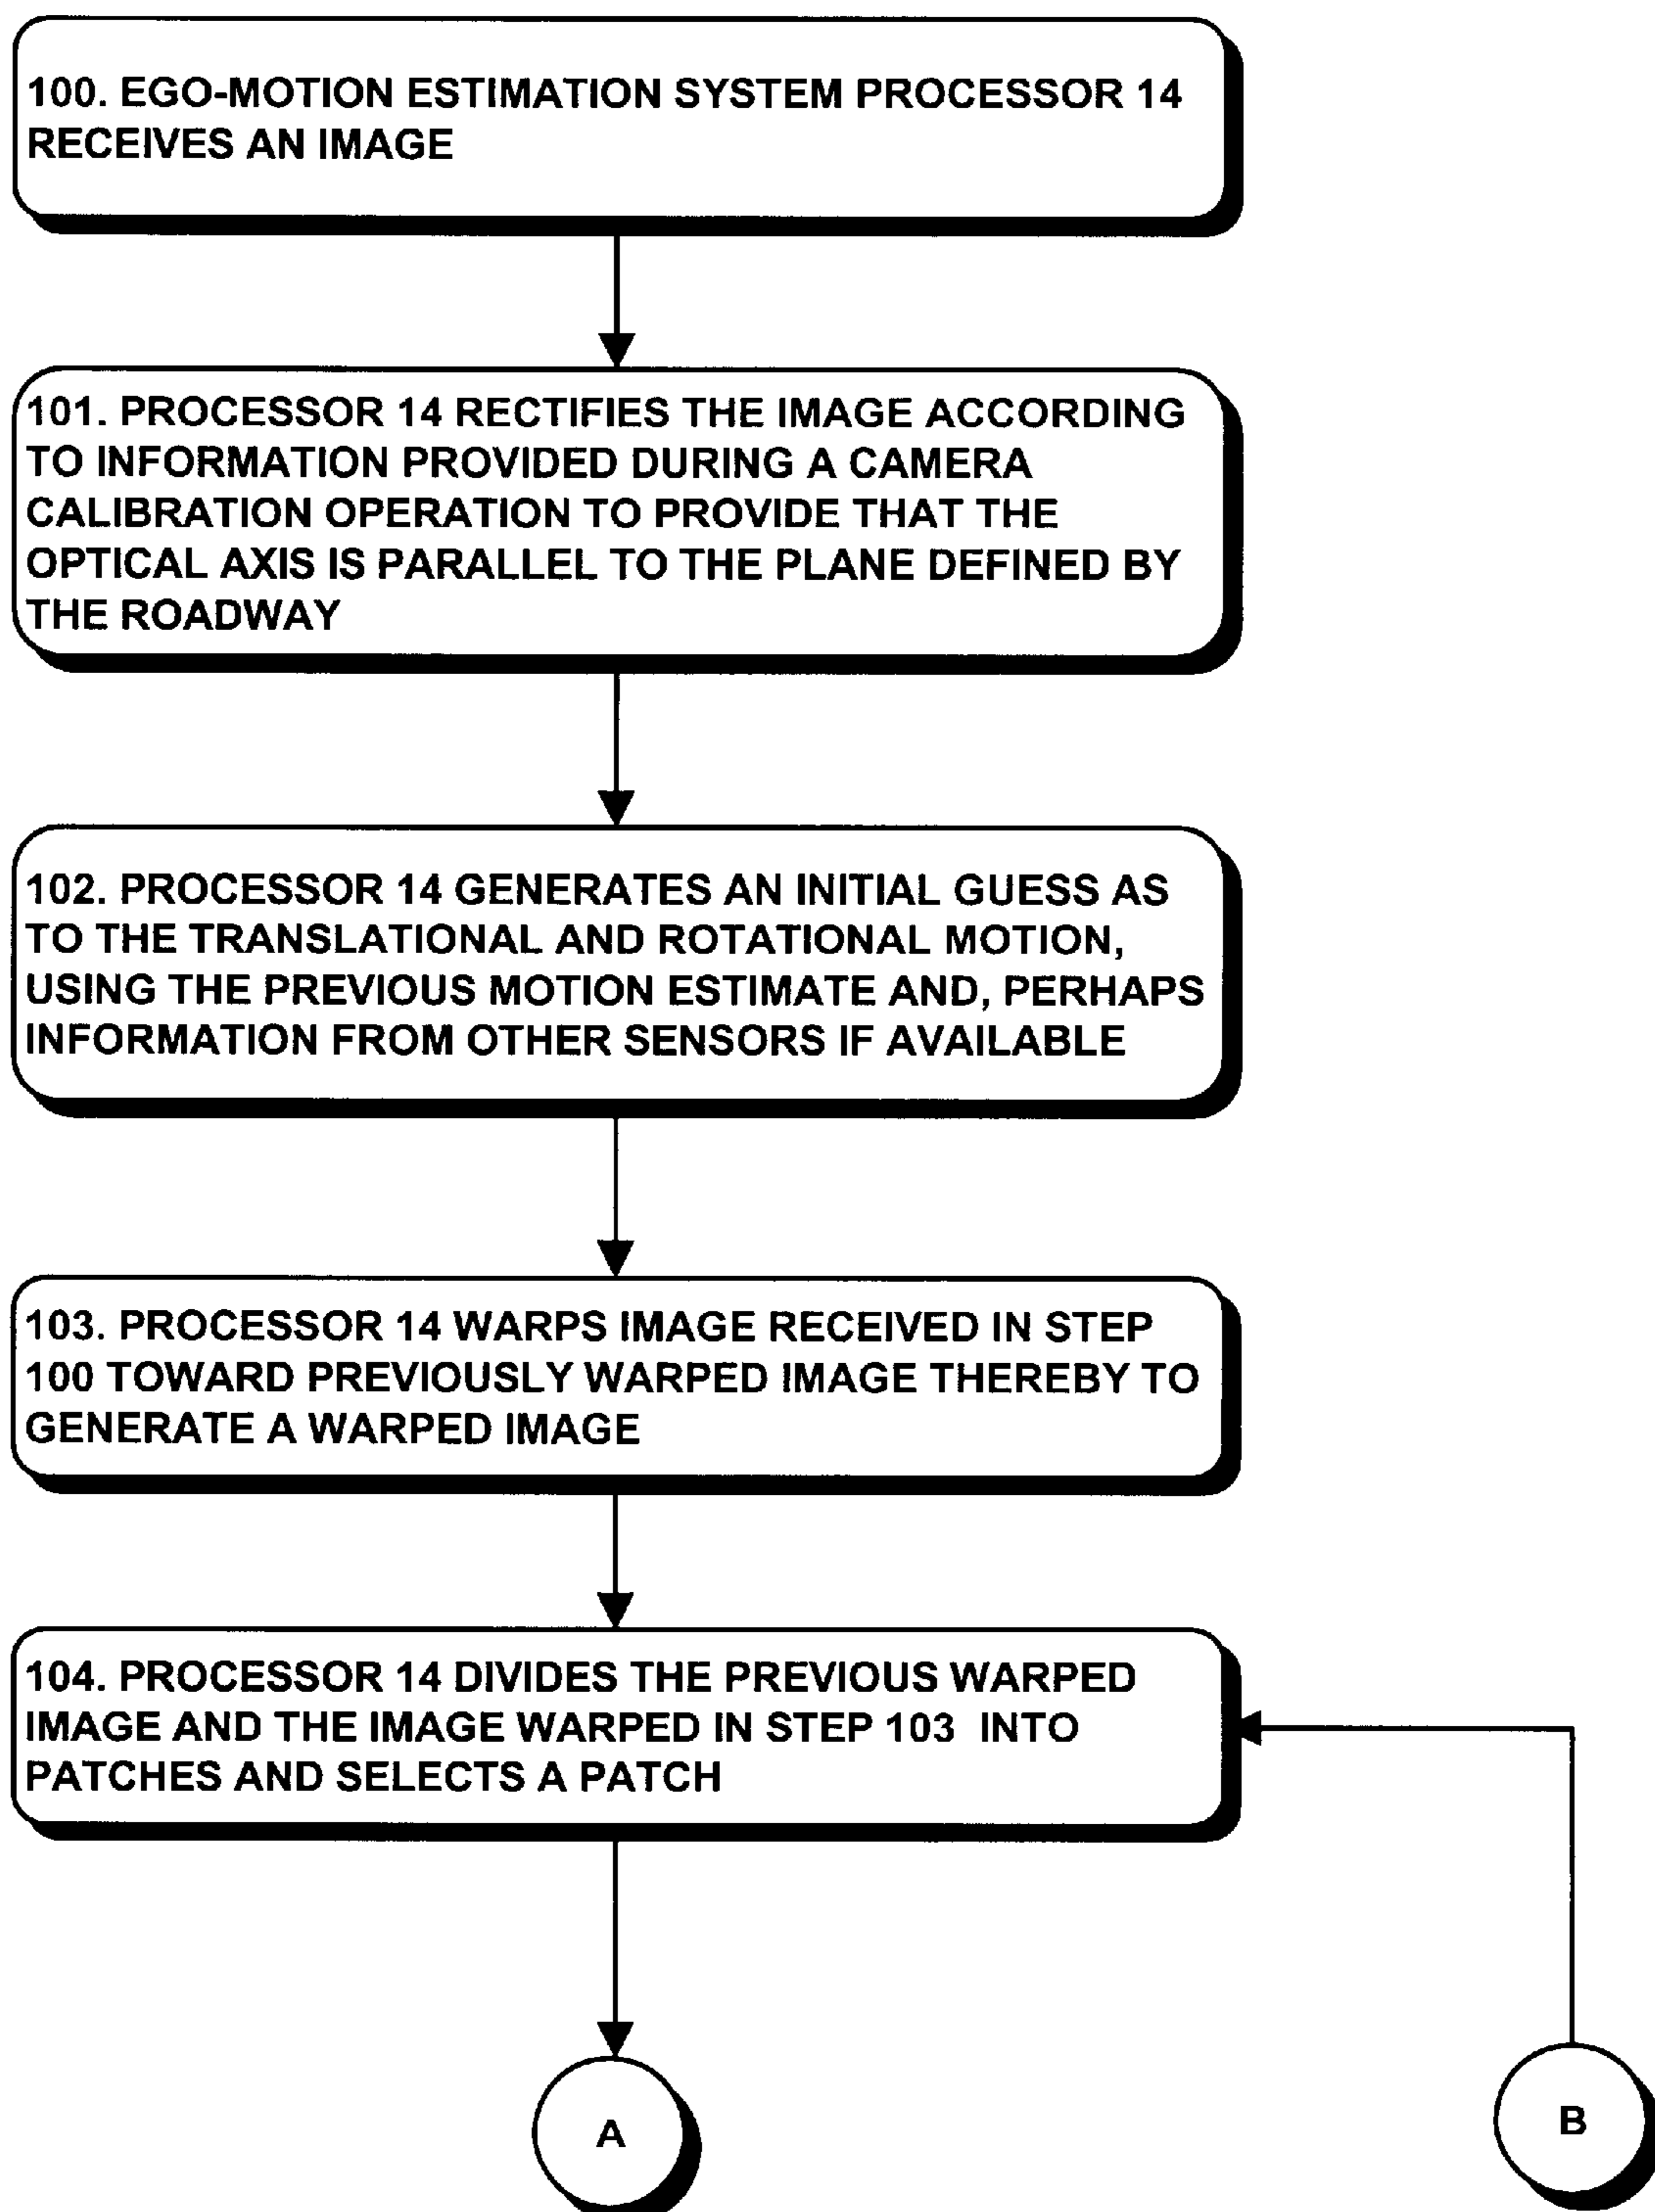 100. EGO-MOTION ESTIMATION SYSTEM PROCESSOR 14
RECEIVES AN IMAGE
101. PROCESSOR 14 RECTIFIES THE IMAGE ACCORDING
TO INFORMATION PROVIDED DURING A CAMERA
CALIBRATION OPERATION TO PROVIDE THAT THE
OPTICAL AXIS IS PARALLEL TO THE PLANE DEFINED BY
THE ROADWAY
102. PROCESSOR 14 GENERATES AN INITIAL GUESS AS
TO THE TRANSLATIONAL AND ROTATIONAL MOTION,
USING THE PREVIOUS MOTION ESTIMATE AND, PERHAPS
INFORMATION FROM OTHER SENSORS IF AVAILABLE
103. PROCESSOR 14 WARPS IMAGE RECEIVED IN STEP
100 TOWARD PREVIOUSLY WARPED IMAGE THEREBY TO
GENERATE A WARPED IMAGE
104. PROCESSOR 14 DIVIDES THE PREVIOUS WARPED
IMAGE AND THE IMAGE WARPED IN STEP 103 INTO
PATCHES AND SELECTS A PATCH
A
B